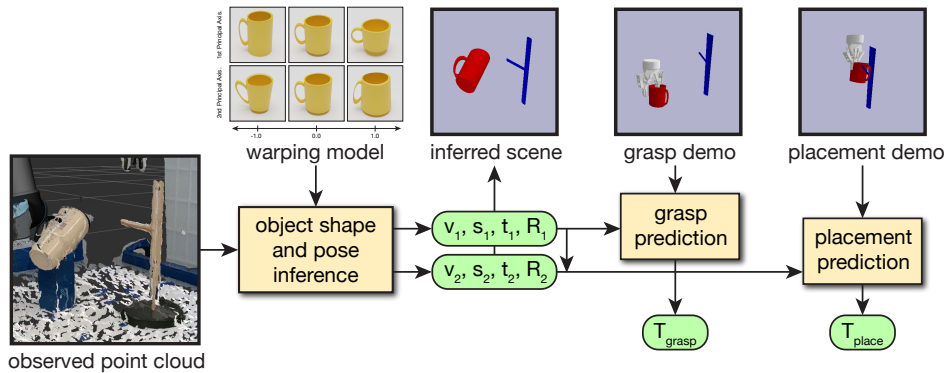 1st Principal Axis.
2nd Principal Axis.
-1.0 0.0 1.0
warping model
inferred scene
grasp demo
placement demo
object shape
and pose
inference
v₁, s₁, t₁, R₁
v₂, s₂, t₂, R₂
grasp
prediction
placement
prediction
T_grasp
T_place
observed point cloud